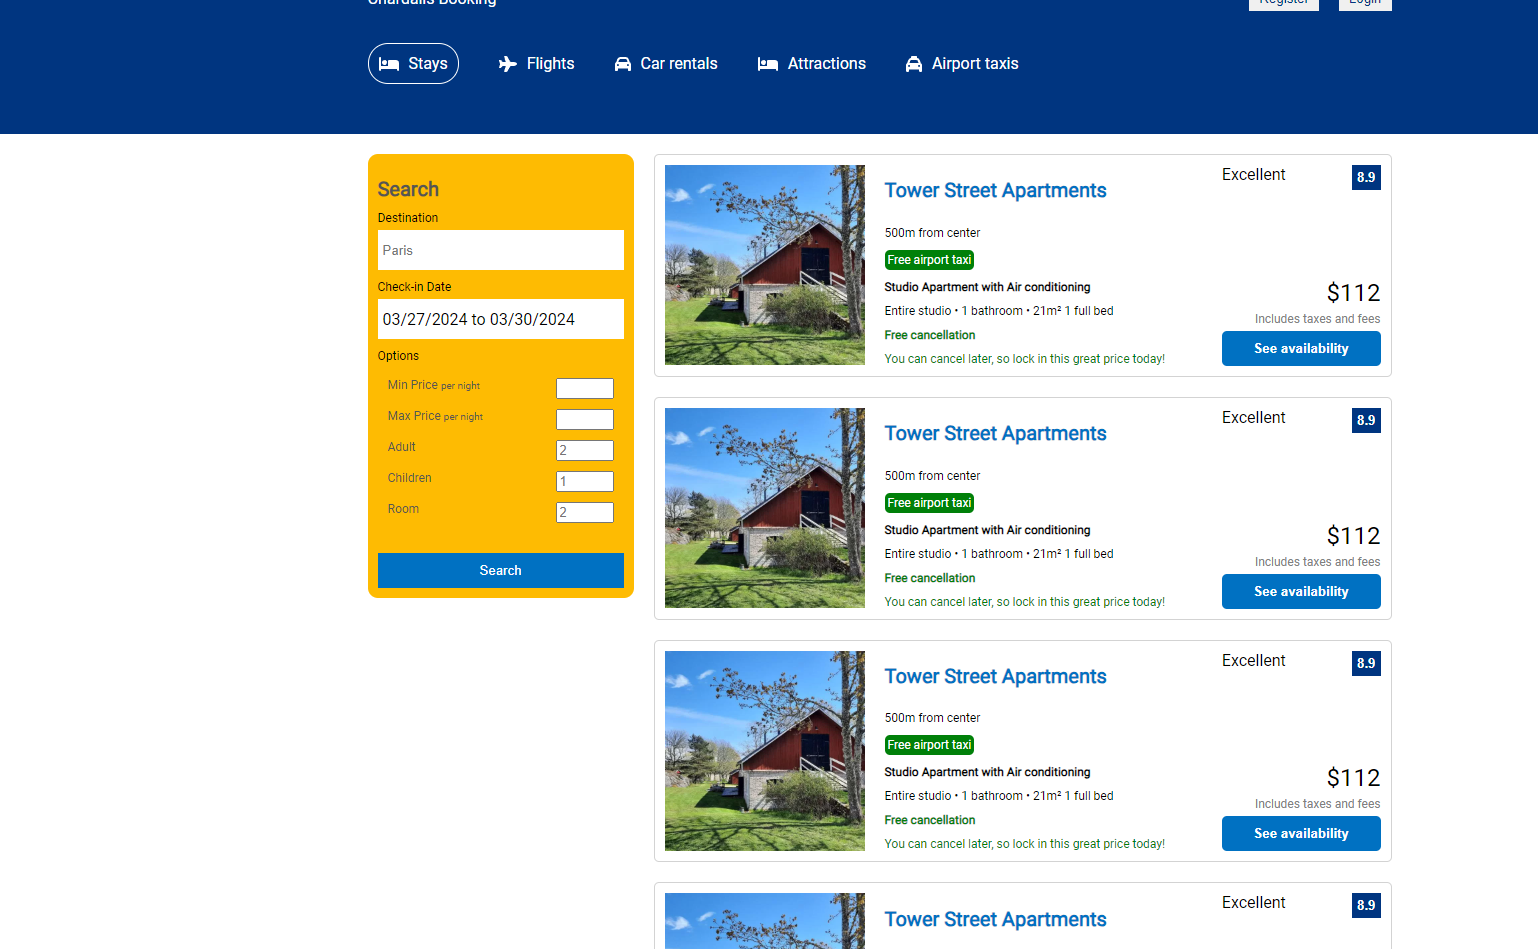 Shardalls Booking
Register
Login
Stays
Flights
Car rentals
Attractions
Airport taxis
Search
Destination
Paris
Check-in Date
03/27/2024 to 03/30/2024
Options
Min Price per night
Max Price per night
Adult
2
Children
1
Room
2
Search
Tower Street Apartments
Excellent
8.9
500m from center
Free airport taxi
Studio Apartment with Air conditioning
Entire studio • 1 bathroom • 21m² 1 full bed
Free cancellation
You can cancel later, so lock in this great price today!
$112
Includes taxes and fees
See availability
Tower Street Apartments
Excellent
8.9
500m from center
Free airport taxi
Studio Apartment with Air conditioning
Entire studio • 1 bathroom • 21m² 1 full bed
Free cancellation
You can cancel later, so lock in this great price today!
$112
Includes taxes and fees
See availability
Tower Street Apartments
Excellent
8.9
500m from center
Free airport taxi
Studio Apartment with Air conditioning
Entire studio • 1 bathroom • 21m² 1 full bed
Free cancellation
You can cancel later, so lock in this great price today!
$112
Includes taxes and fees
See availability
Tower Street Apartments
Excellent
8.9